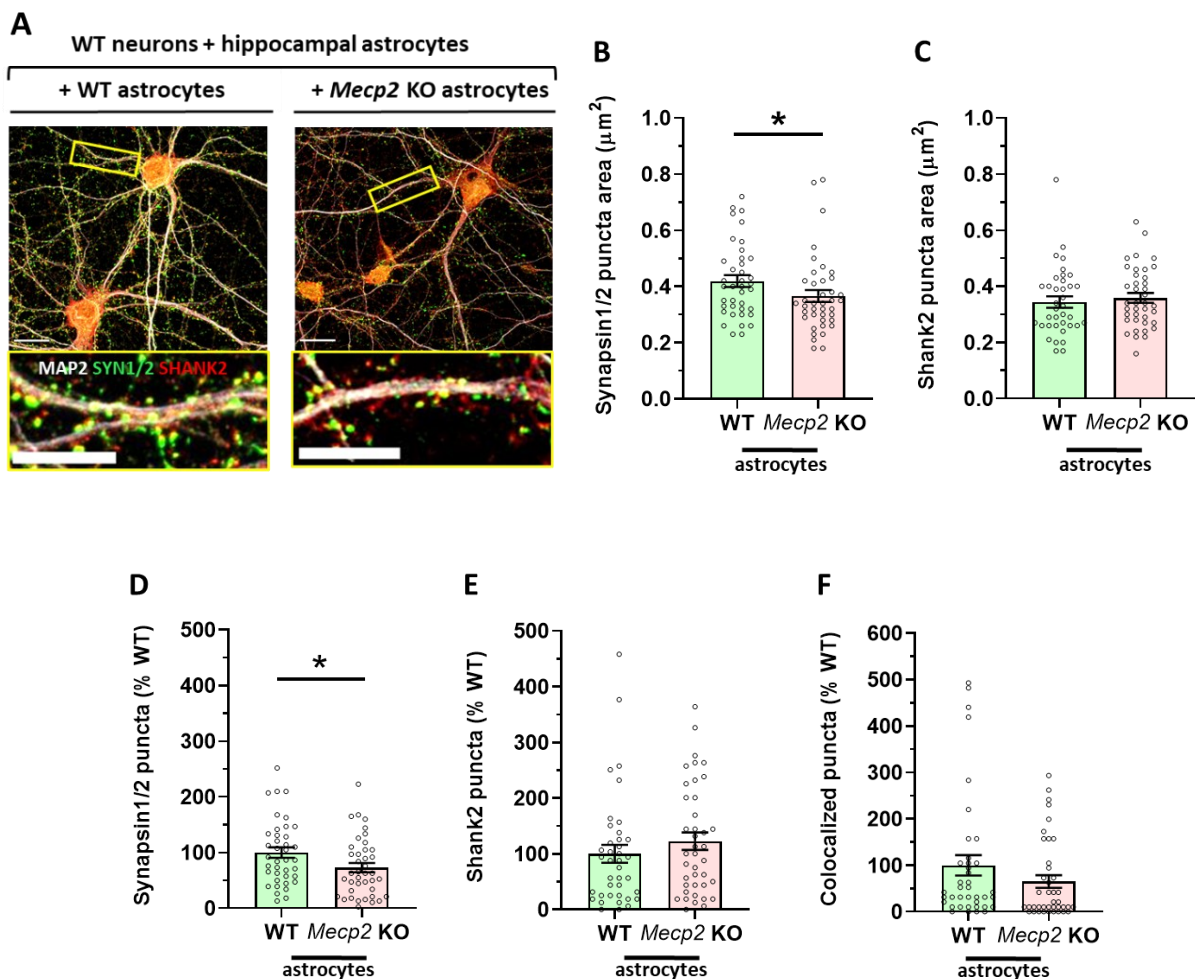 A
WT neurons + hippocampal astrocytes
+ WT astrocytes
+ Mecp2 KO astrocytes
MAP2 SYN1/2 SHANK2
B
Synapsin1/2 puncta area (μm²)
1.0
0.8
0.6
0.4
0.2
0.0
*
WT Mecp2 KO
astrocytes
C
Shank2 puncta area (μm²)
1.0
0.8
0.6
0.4
0.2
0.0
WT Mecp2 KO
astrocytes
D
Synapsin1/2 puncta (% WT)
500
400
300
200
100
0
*
WT Mecp2 KO
astrocytes
E
Shank2 puncta (% WT)
500
400
300
200
100
0
WT Mecp2 KO
astrocytes
F
Colocalized puncta (% WT)
600
500
400
300
200
100
0
WT Mecp2 KO
astrocytes